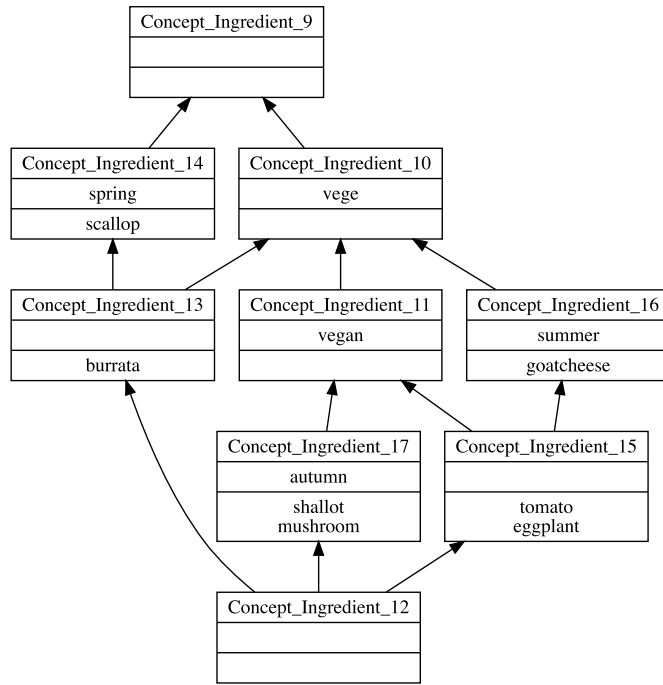 Concept_Ingredient_9
Concept_Ingredient_14
spring
scallop
Concept_Ingredient_10
vege
Concept_Ingredient_13
burrata
Concept_Ingredient_11
vegan
Concept_Ingredient_16
summer
goatcheese
Concept_Ingredient_17
autumn
shallot
mushroom
Concept_Ingredient_15
tomato
eggplant
Concept_Ingredient_12